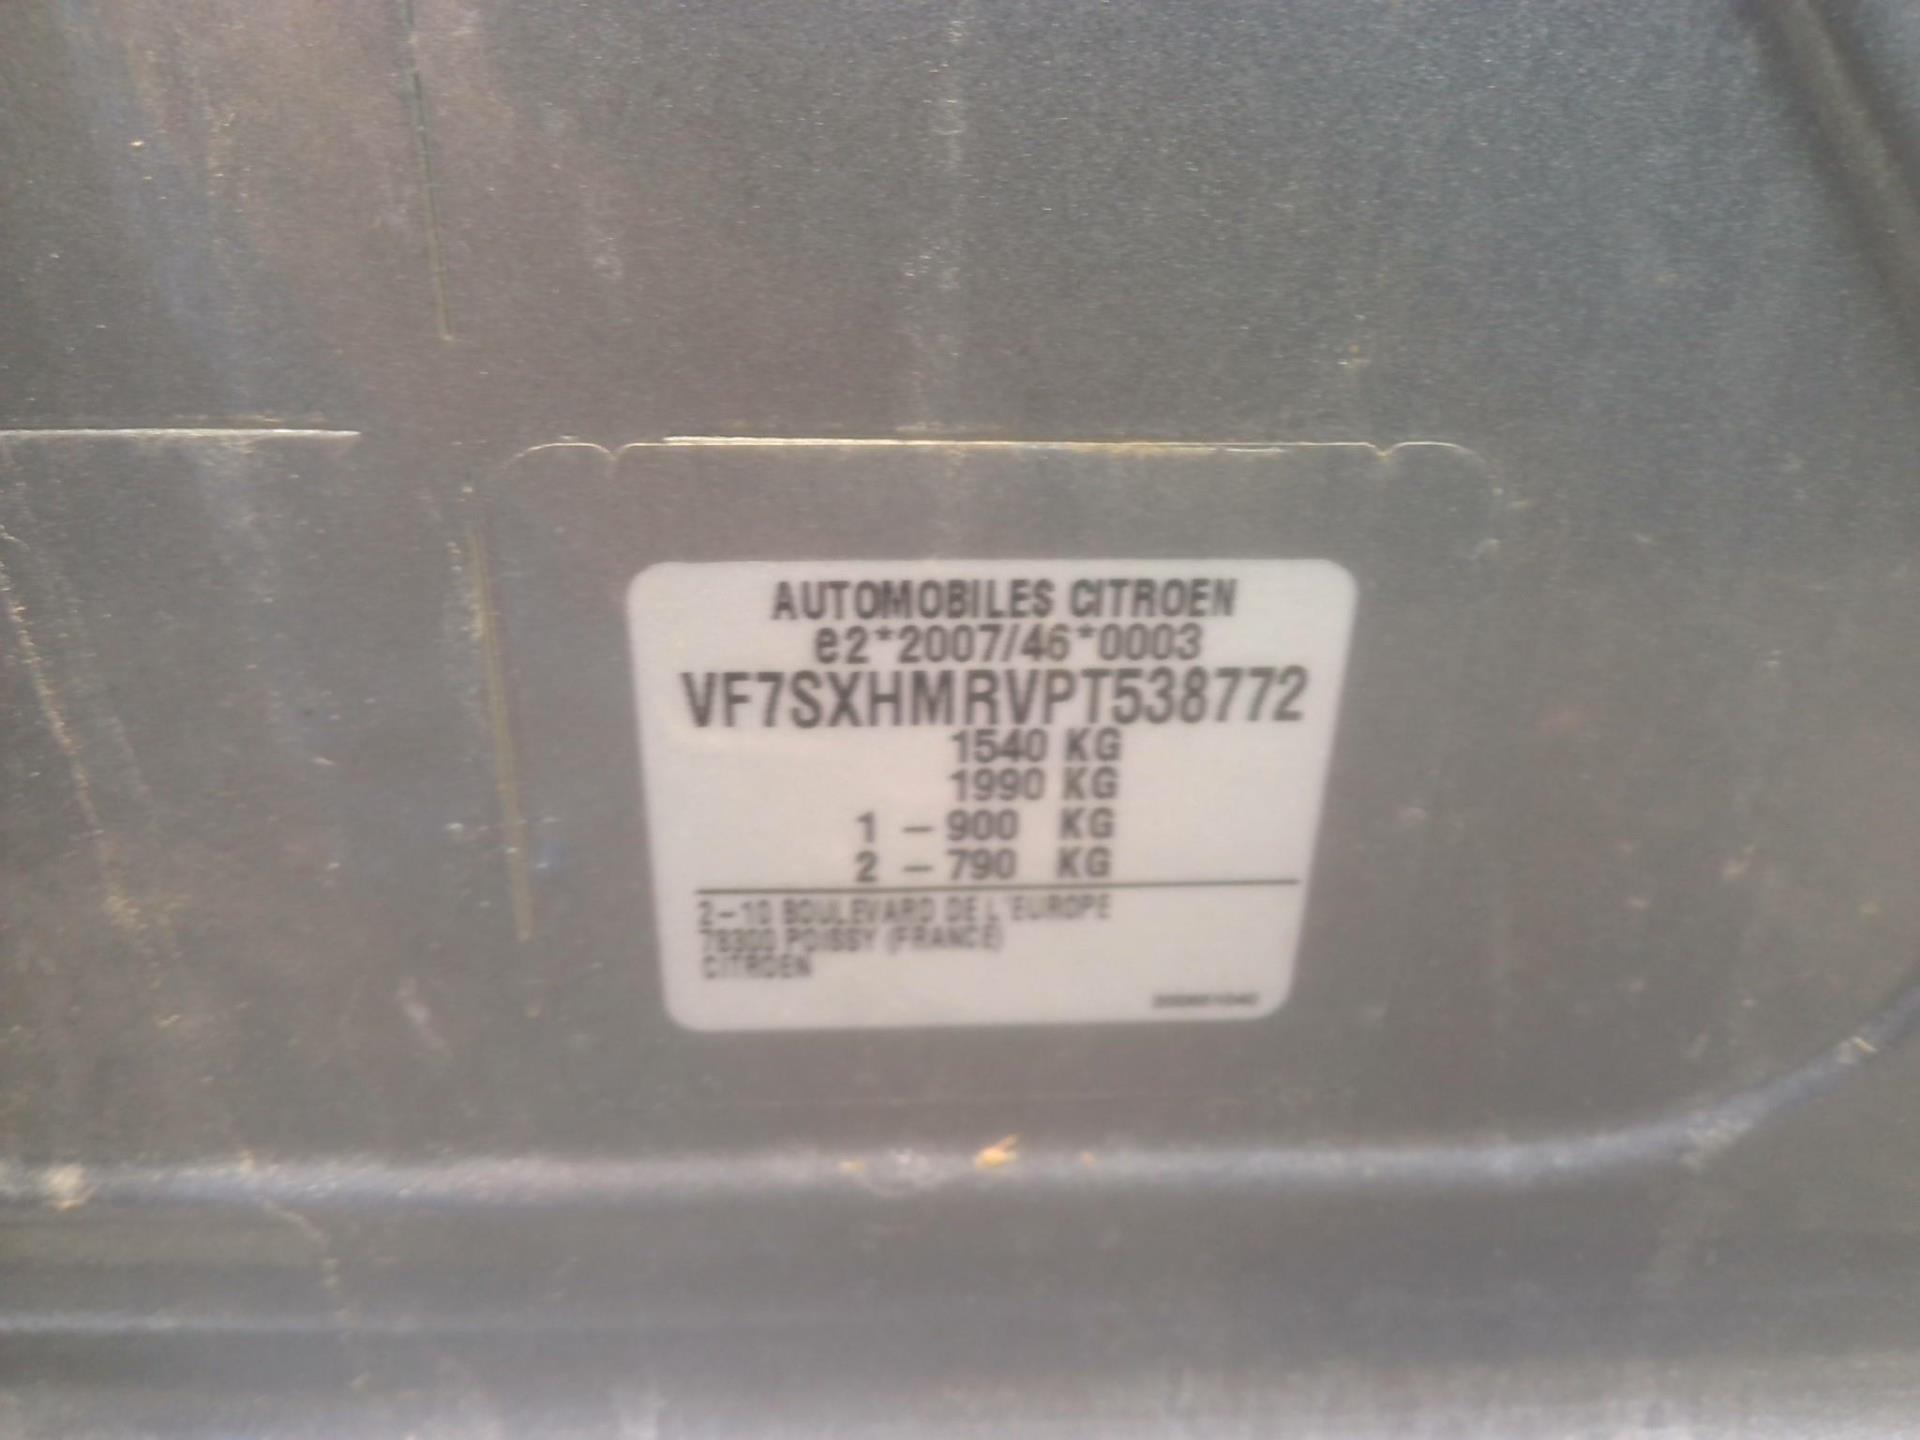 AUTOMOBILES CITROEN
e2*2007/46*0003
VF7SXHMRVPT538772
1540 KG
1990 KG
1 - 900 KG
2 - 790 KG
2-10 BOULEVARD DE L'EUROPE
78300 POISSY (FRANCE)
CITROEN